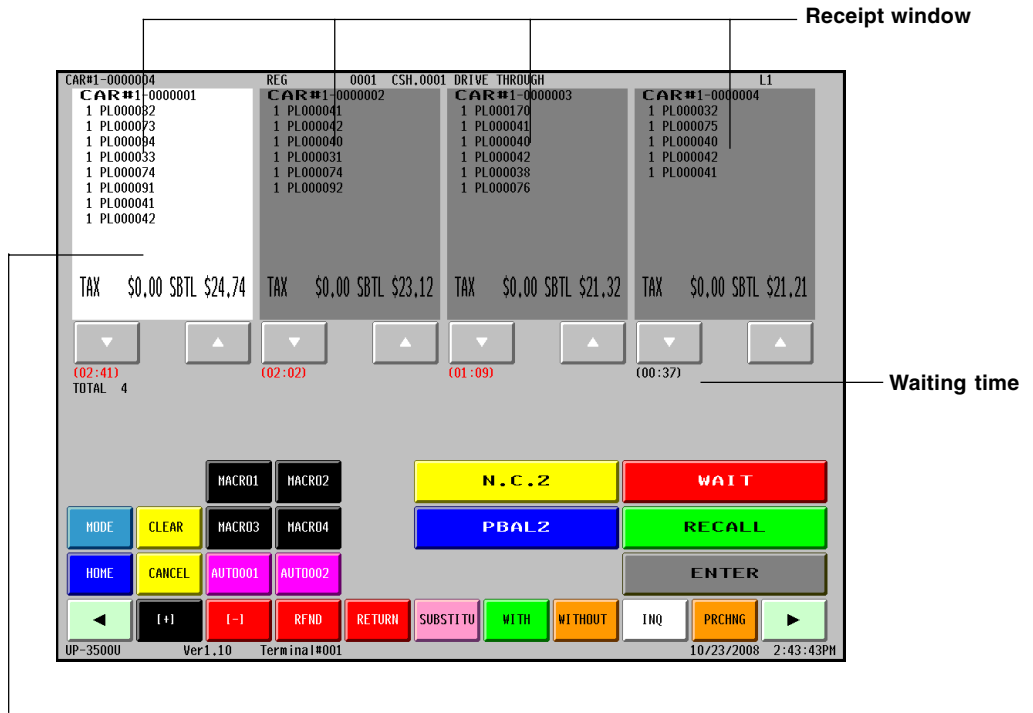 Receipt window
CAR#1-0000004 REG 0001 CSH.0001 DRIVE THROUGH L1
CAR#1-0000001 CAR#1-0000002 CAR#1-0000003 CAR#1-0000004
1 PL000032 1 PL000041 1 PL000170 1 PL000032
1 PL000073 1 PL000042 1 PL000041 1 PL000075
1 PL000094 1 PL000040 1 PL000040 1 PL000040
1 PL000033 1 PL000031 1 PL000042 1 PL000042
1 PL000074 1 PL000074 1 PL000038 1 PL000041
1 PL000091 1 PL000092 1 PL000076
1 PL000041
1 PL000042
TAX $0.00 SBTL $24.74 TAX $0.00 SBTL $23.12 TAX $0.00 SBTL $21.32 TAX $0.00 SBTL $21.21
(02:41) (02:02) (01:09) (00:37)
TOTAL 4
Waiting time
MACRO1 MACRO2 N.C.2 WAIT
MODE CLEAR MACRO3 MACRO4 PBAL2 RECALL
HOME CANCEL AUTO001 AUTO002 ENTER
[+] [-] RFND RETURN SUBSTITU WITH WITHOUT INQ PRCHNG
UP-3500U Ver1.10 Terminal#001 10/23/2008 2:43:43PM